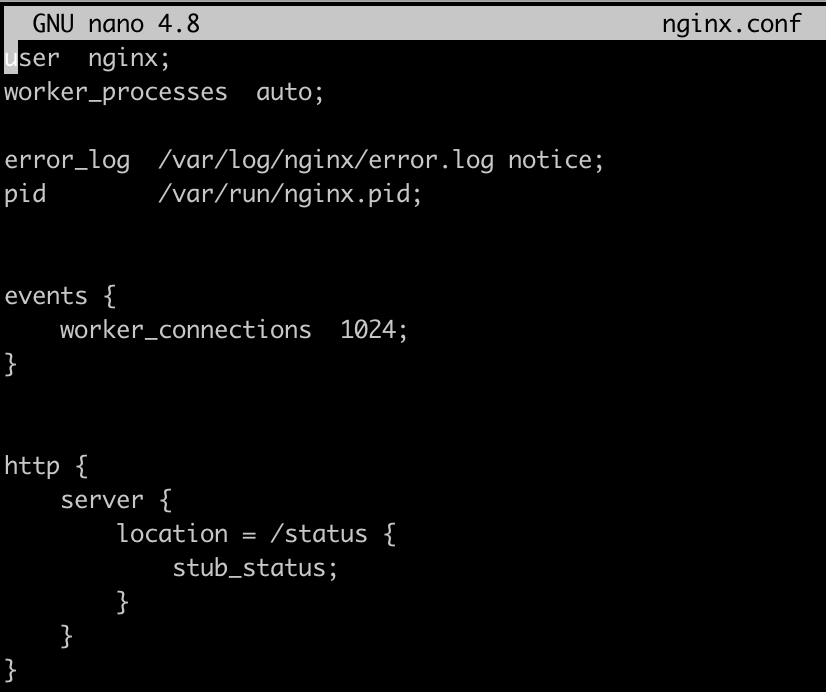 GNU nano 4.8 nginx.conf
user  nginx;
worker_processes  auto;
error_log  /var/log/nginx/error.log notice;
pid        /var/run/nginx.pid;
events {
    worker_connections  1024;
}
http {
    server {
        location = /status {
            stub_status;
        }
    }
}